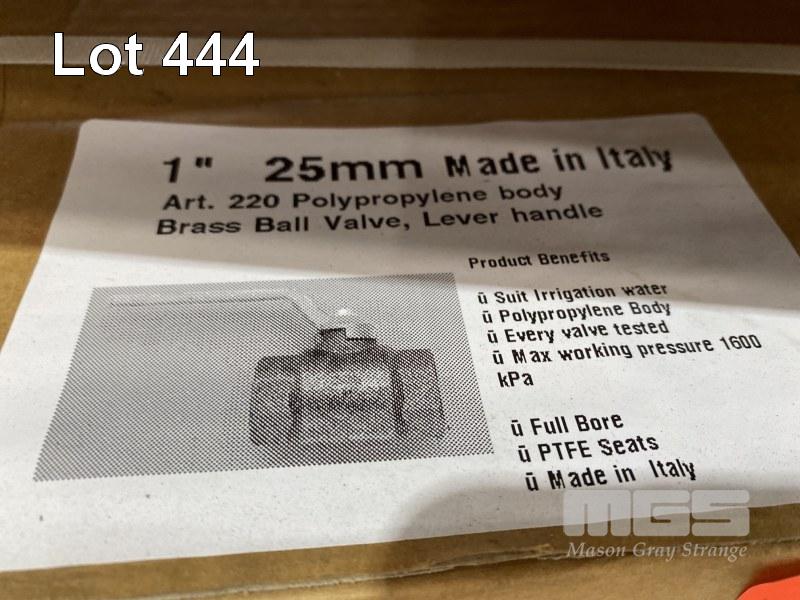 Lot 444
1" 25mm Made in Italy
Art. 220 Polypropylene body
Brass Ball Valve, Lever handle
Product Benefits
ū Suit Irrigation water
ū Polypropylene Body
ū Every valve tested
ū Max working pressure 1600
kPa
ū Full Bore
ū PTFE Seats
ū Made in Italy
MGS
Mason Gray Strange